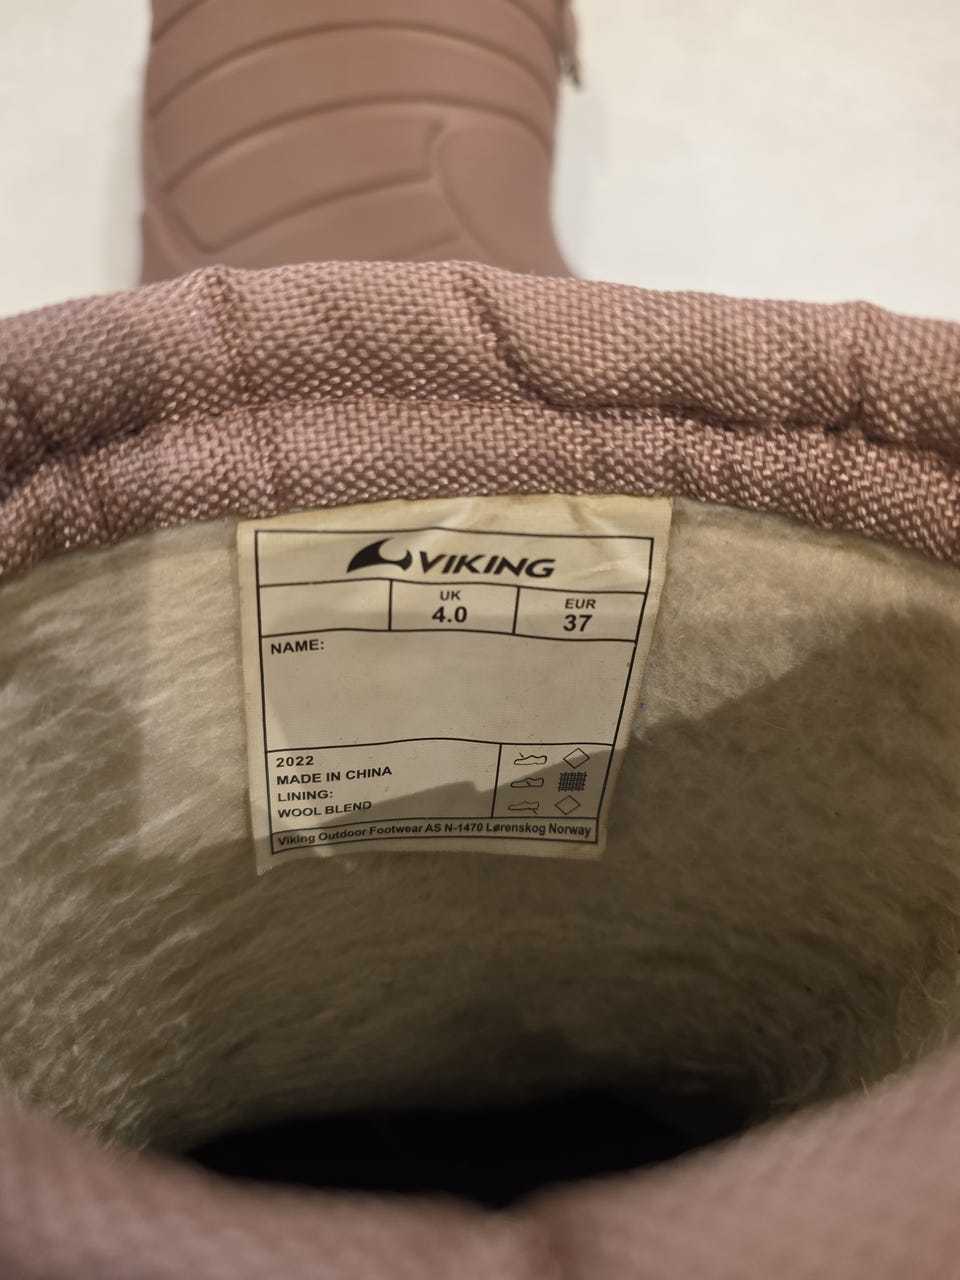 VIKING
UK EUR
4.0 37
NAME:
2022
MADE IN CHINA
LINING:
WOOL BLEND
Viking Outdoor Footwear AS N-1470 Lørenskog Norway